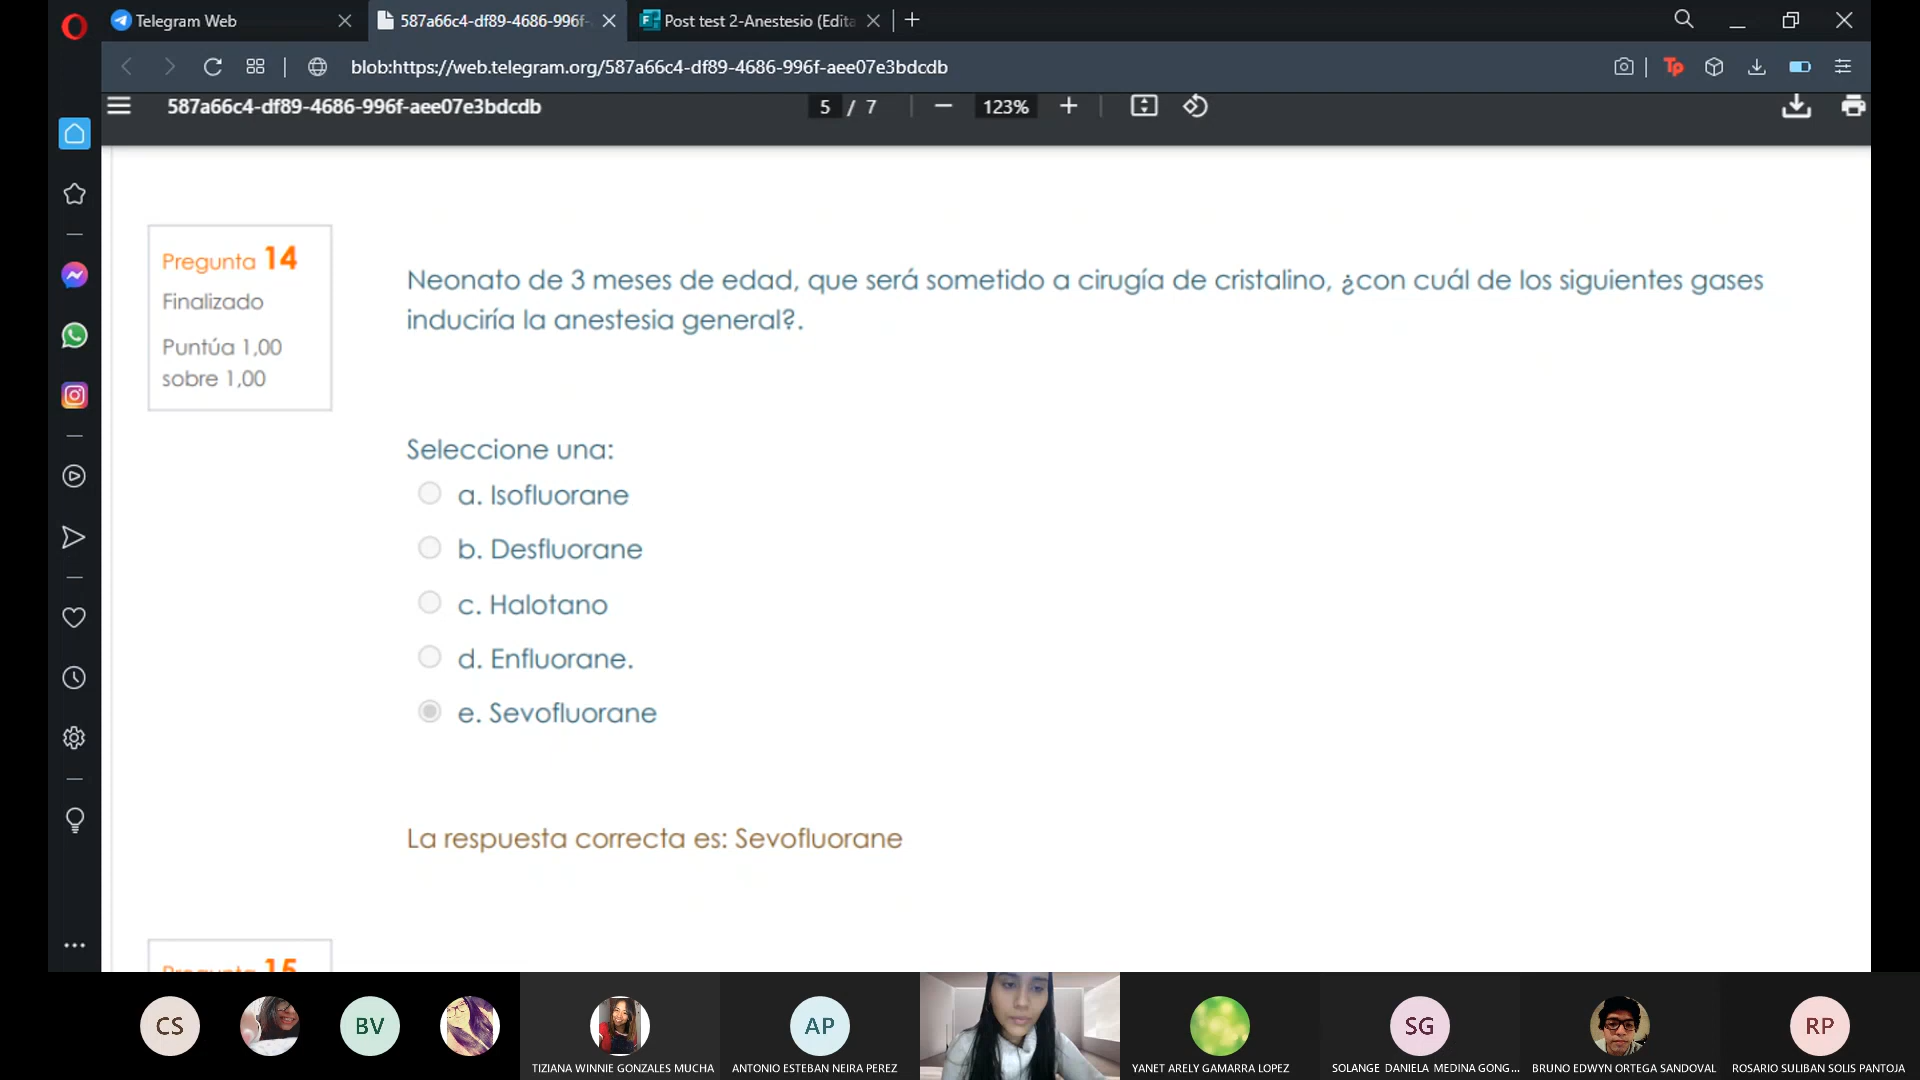 Telegram Web
587a66c4-df89-4686-996f-
Post test 2-Anestesio (Edita
blob:https://web.telegram.org/587a66c4-df89-4686-996f-aee07e3bdcdb
Tp
587a66c4-df89-4686-996f-aee07e3bdcdb
5 / 7
123%
Pregunta 14
Finalizado
Puntúa 1,00
sobre 1,00
Neonato de 3 meses de edad, que será sometido a cirugía de cristalino, ¿con cuál de los siguientes gases
induciría la anestesia general?.
Seleccione una:
a. Isofluorane
b. Desfluorane
c. Halotano
d. Enfluorane.
e. Sevofluorane
La respuesta correcta es: Sevofluorane
Pregunta 15
CS
BV
AP
SG
RP
TIZIANA WINNIE GONZALES MUCHA
ANTONIO ESTEBAN NEIRA PEREZ
YANET ARELY GAMARRA LOPEZ
SOLANGE DANIELA MEDINA GONG...
BRUNO EDWYN ORTEGA SANDOVAL
ROSARIO SULIBAN SOLIS PANTOJA